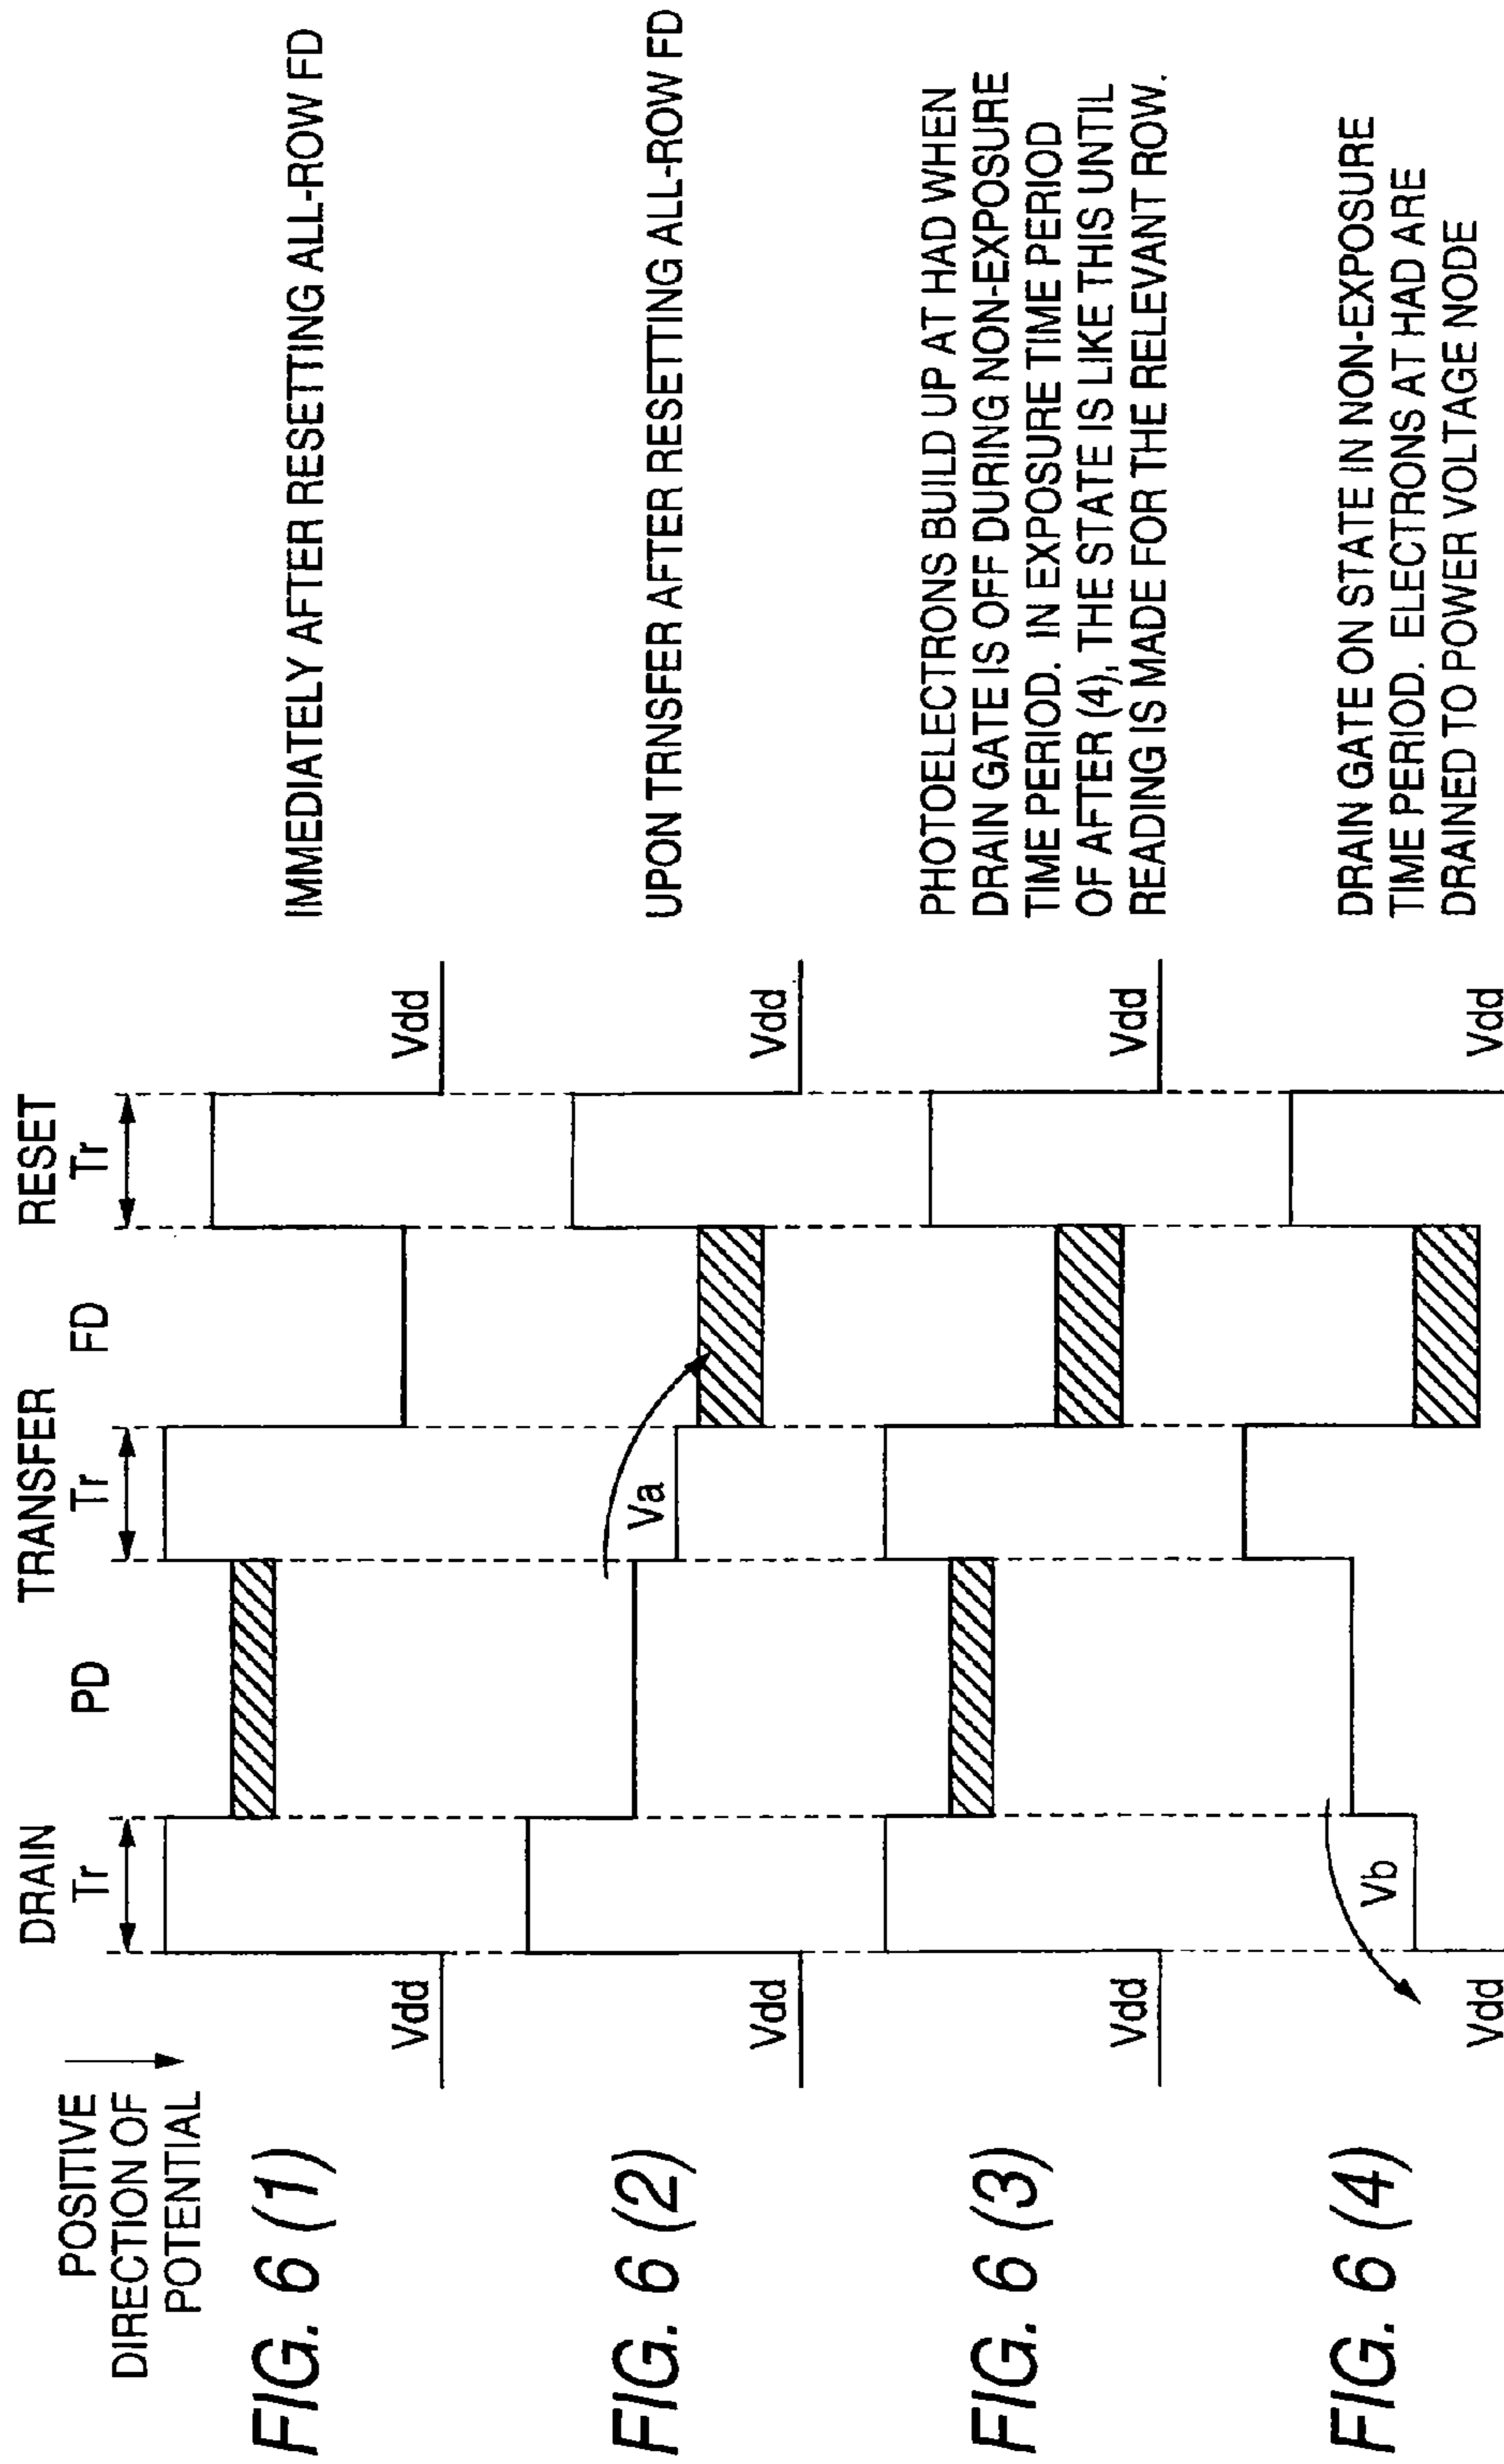 POSITIVE
DIRECTION OF
POTENTIAL
DRAIN
Tr
PD
TRANSFER
Tr
FD
RESET
Tr
FIG. 6 (1)
Vdd
Vdd
IMMEDIATELY AFTER RESETTING ALL-ROW FD
FIG. 6 (2)
Vdd
Va
Vdd
UPON TRNSFER AFTER RESETTING ALL-ROW FD
FIG. 6 (3)
Vdd
Vdd
PHOTOELECTRONS BUILD UP AT HAD WHEN
DRAIN GATE IS OFF DURING NON-EXPOSURE
TIME PERIOD. IN EXPOSURE TIME PERIOD
OF AFTER (4), THE STATE IS LIKE THIS UNTIL
READING IS MADE FOR THE RELEVANT ROW.
FIG. 6 (4)
Vdd
Vb
Vdd
DRAIN GATE ON STATE IN NON-EXPOSURE
TIME PERIOD. ELECTRONS AT HAD ARE
DRAINED TO POWER VOLTAGE NODE